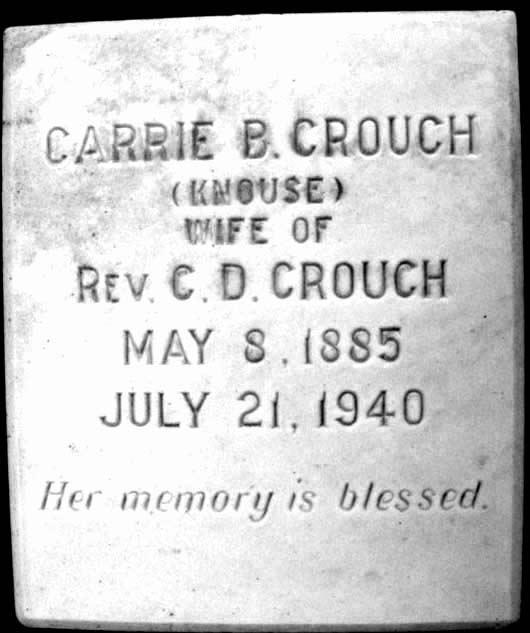 CARRIE B. CROUCH
(KNOUSE)
WIFE OF
REV. C. D. CROUCH
MAY 8, 1885
JULY 21, 1940
Her memory is blessed.